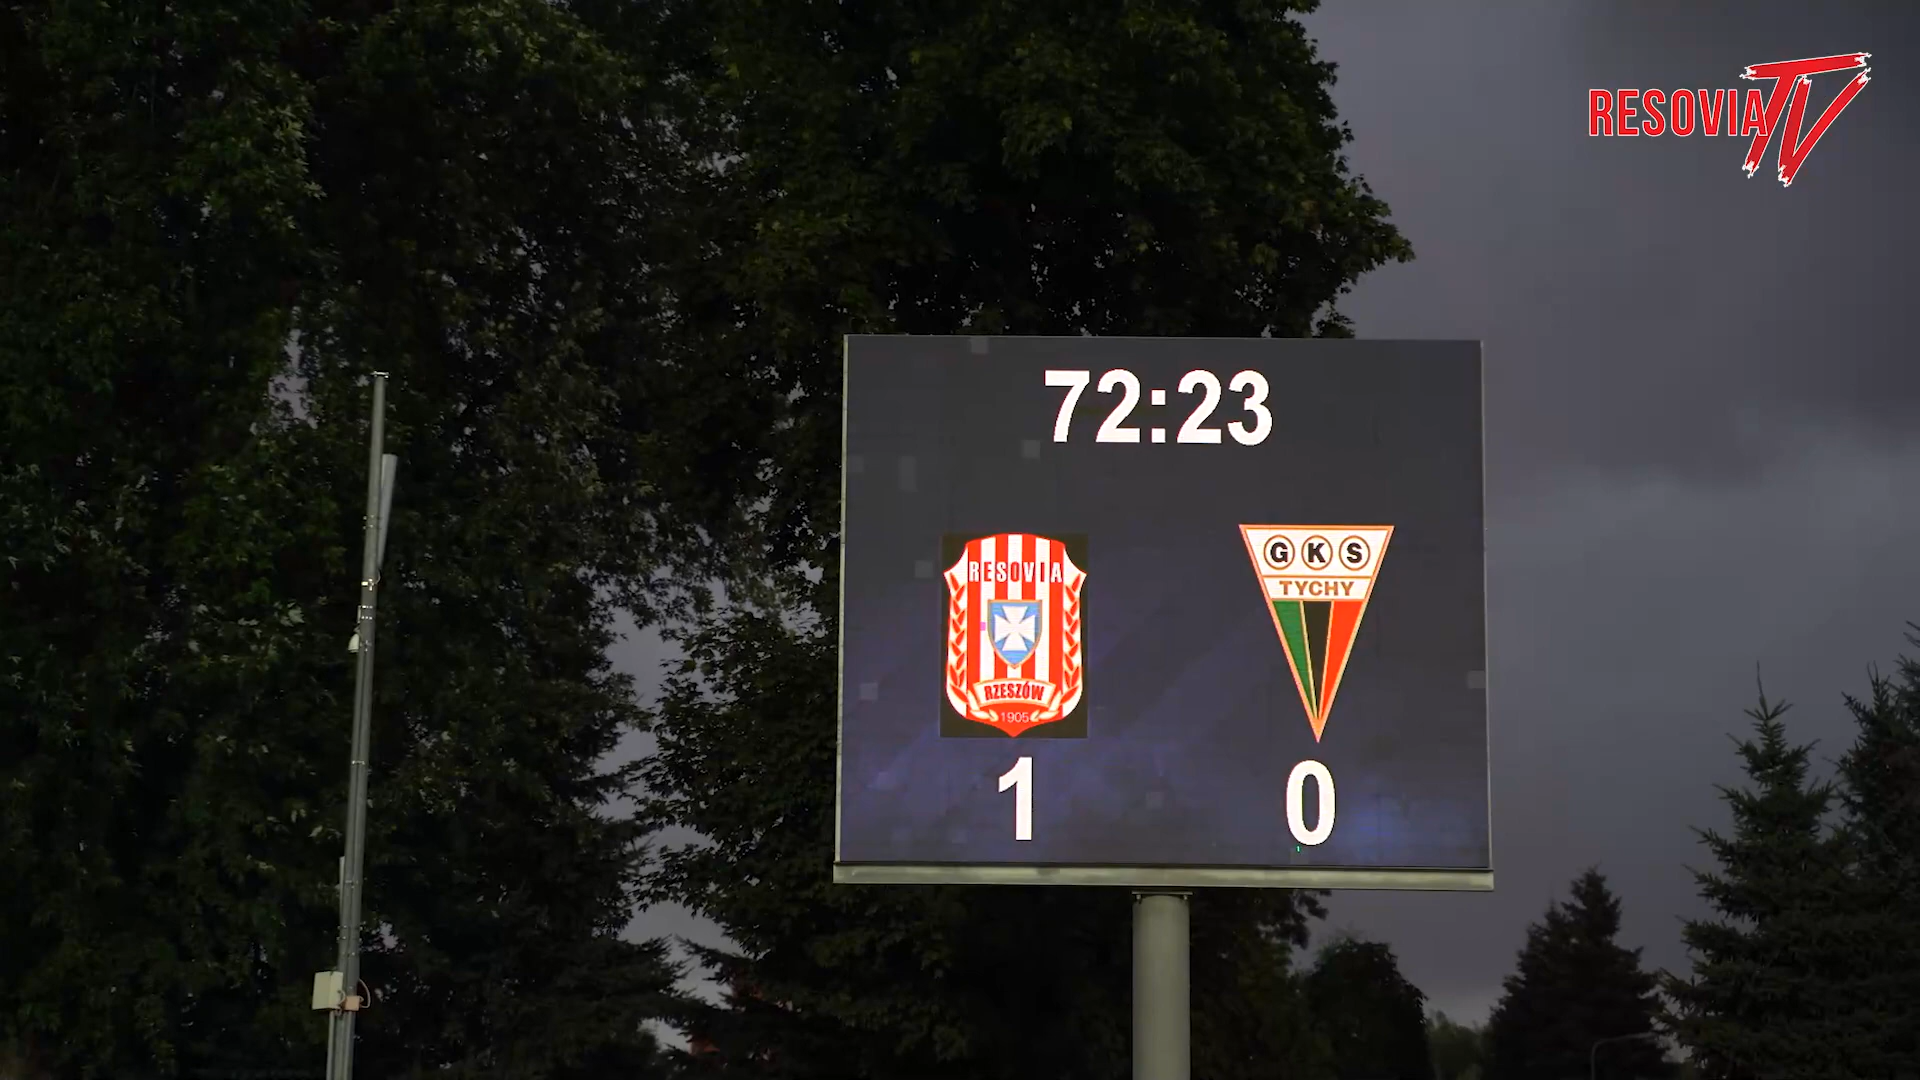 RESOVIA TV
72:23
RESOVIA
RZESZÓW
1905
GKS
TYCHY
1 0